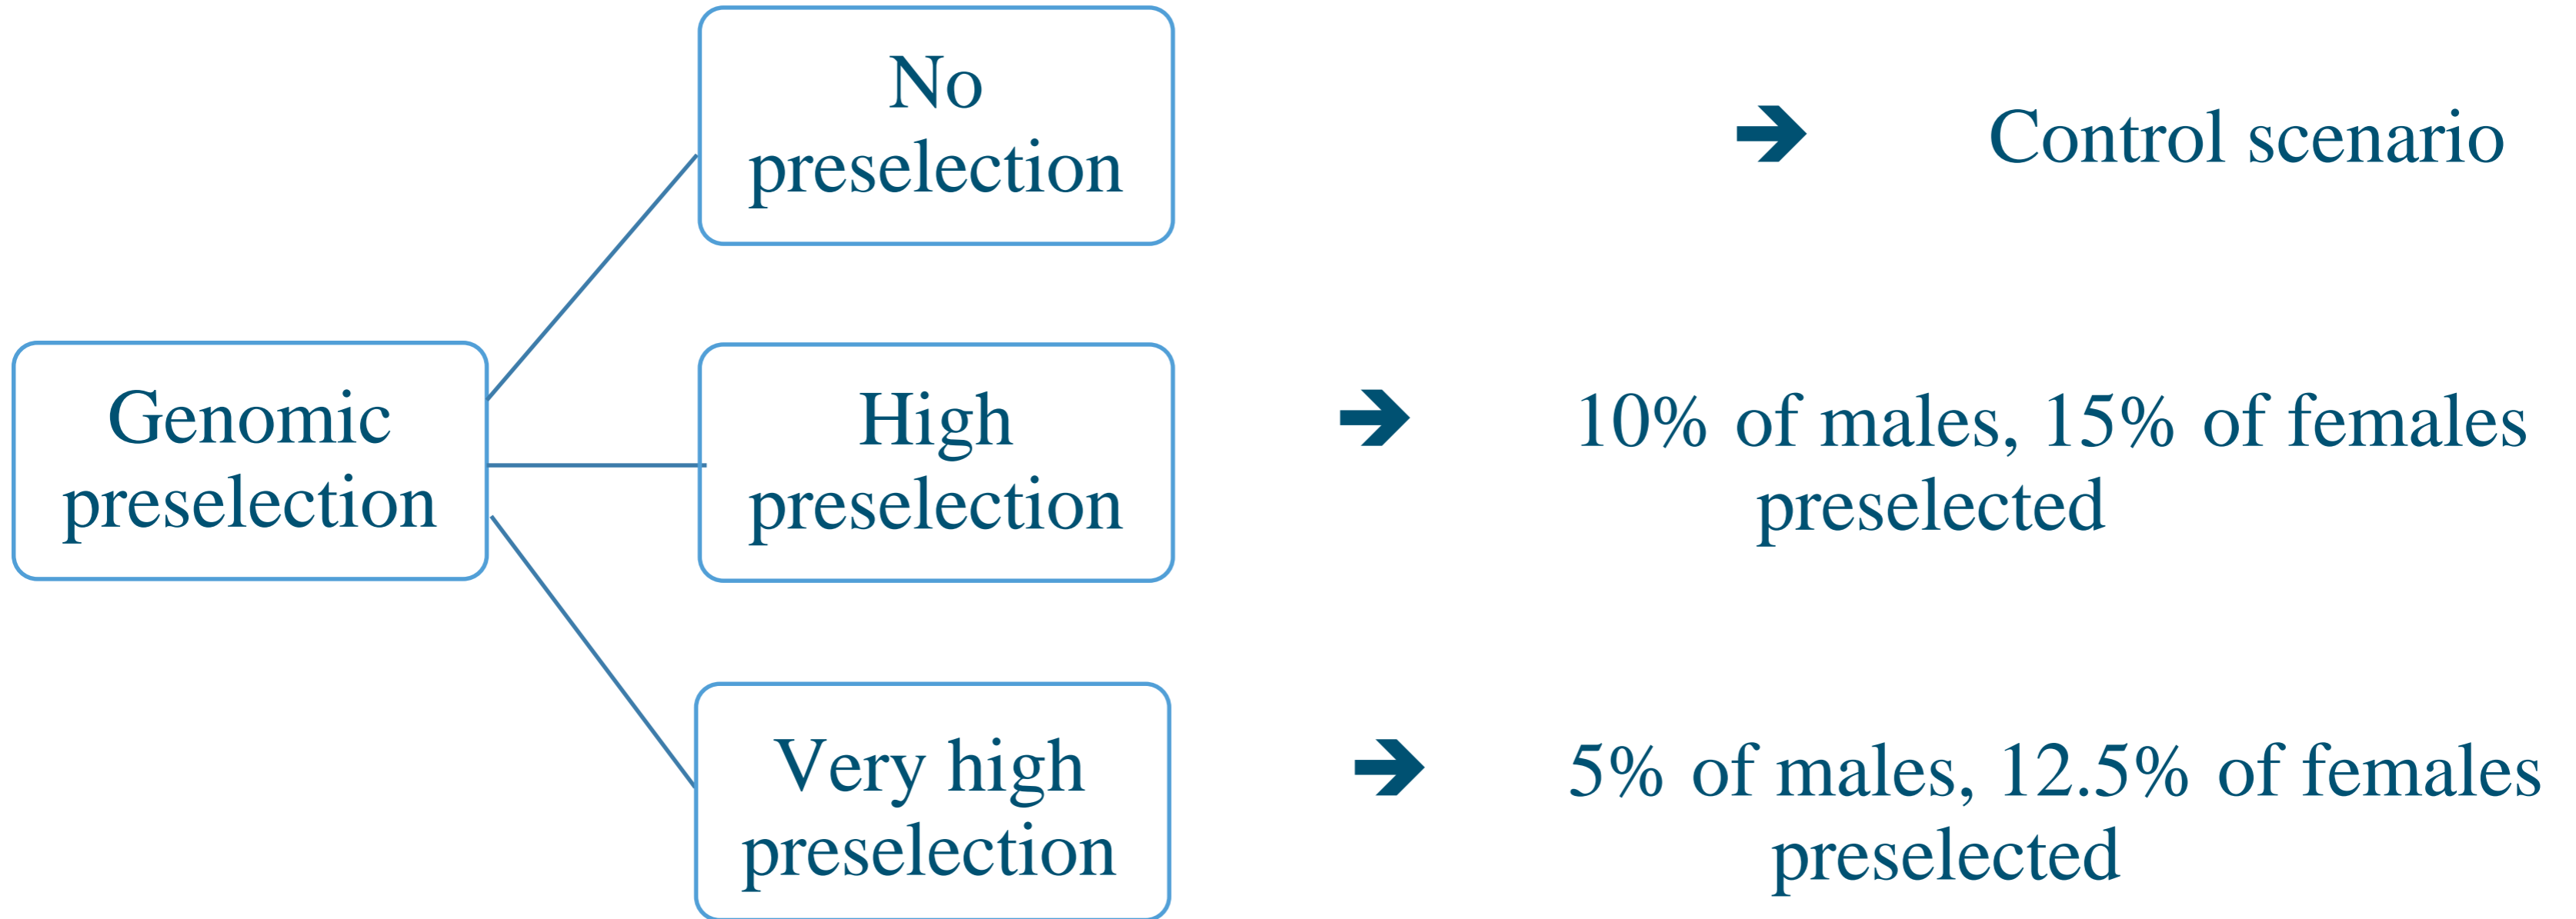 No
preselection
➔ Control scenario
Genomic
preselection
High
preselection
➔ 10% of males, 15% of females
preselected
Very high
preselection
➔ 5% of males, 12.5% of females
preselected